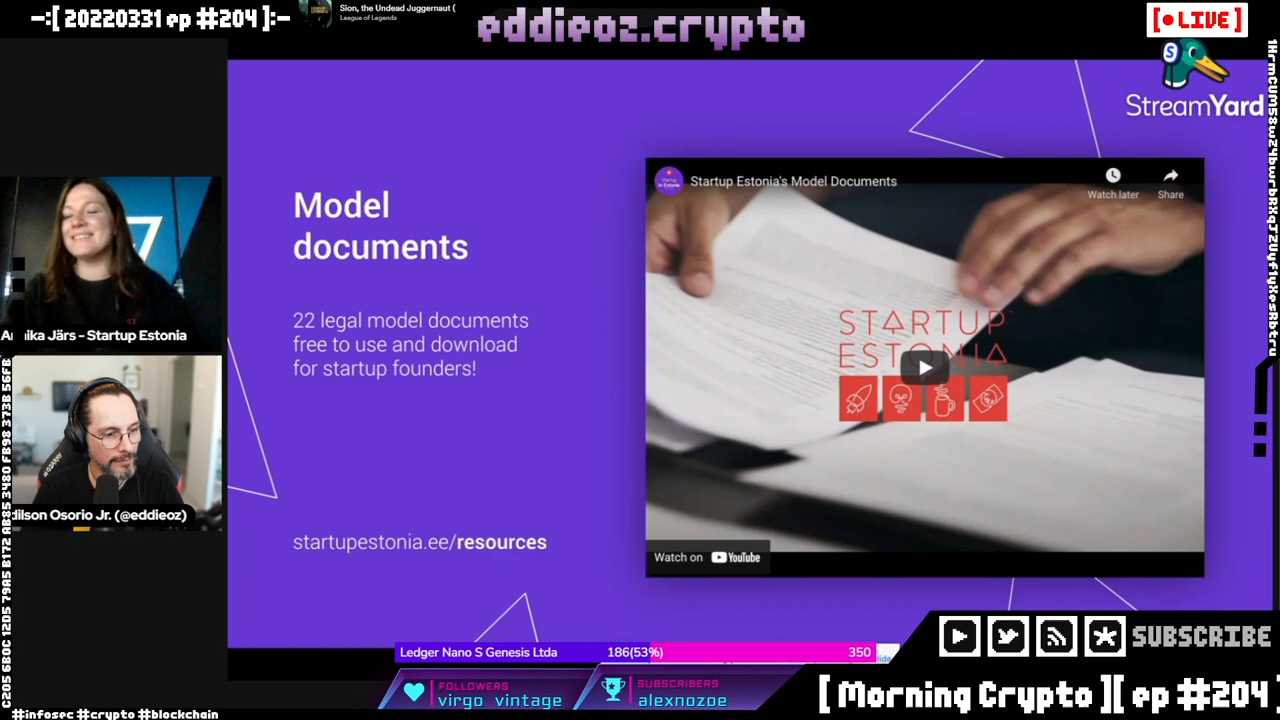 -:[ 20220331 ep #204 ]:-
Sion, the Undead Juggernaut (
League of Legends
eddieoz.crypto
[•LIVE]
StreamYard
Model
documents
22 legal model documents
free to use and download
for startup founders!
startupestonia.ee/resources
Startup Estonia's Model Documents
Watch later
Share
STARTUP
ESTONIA
Watch on YouTube
Järs - Startup Estonia
dilson Osorio Jr. (@eddieoz)
Ledger Nano S Genesis Ltda
186(53%)
350
FOLLOWERS
virgo vintage
SUBSCRIBERS
alexnozoe
SUBSCRIBE
[ Morning Crypto ][ ep #204 ]
#infosec #crypto #blockchain